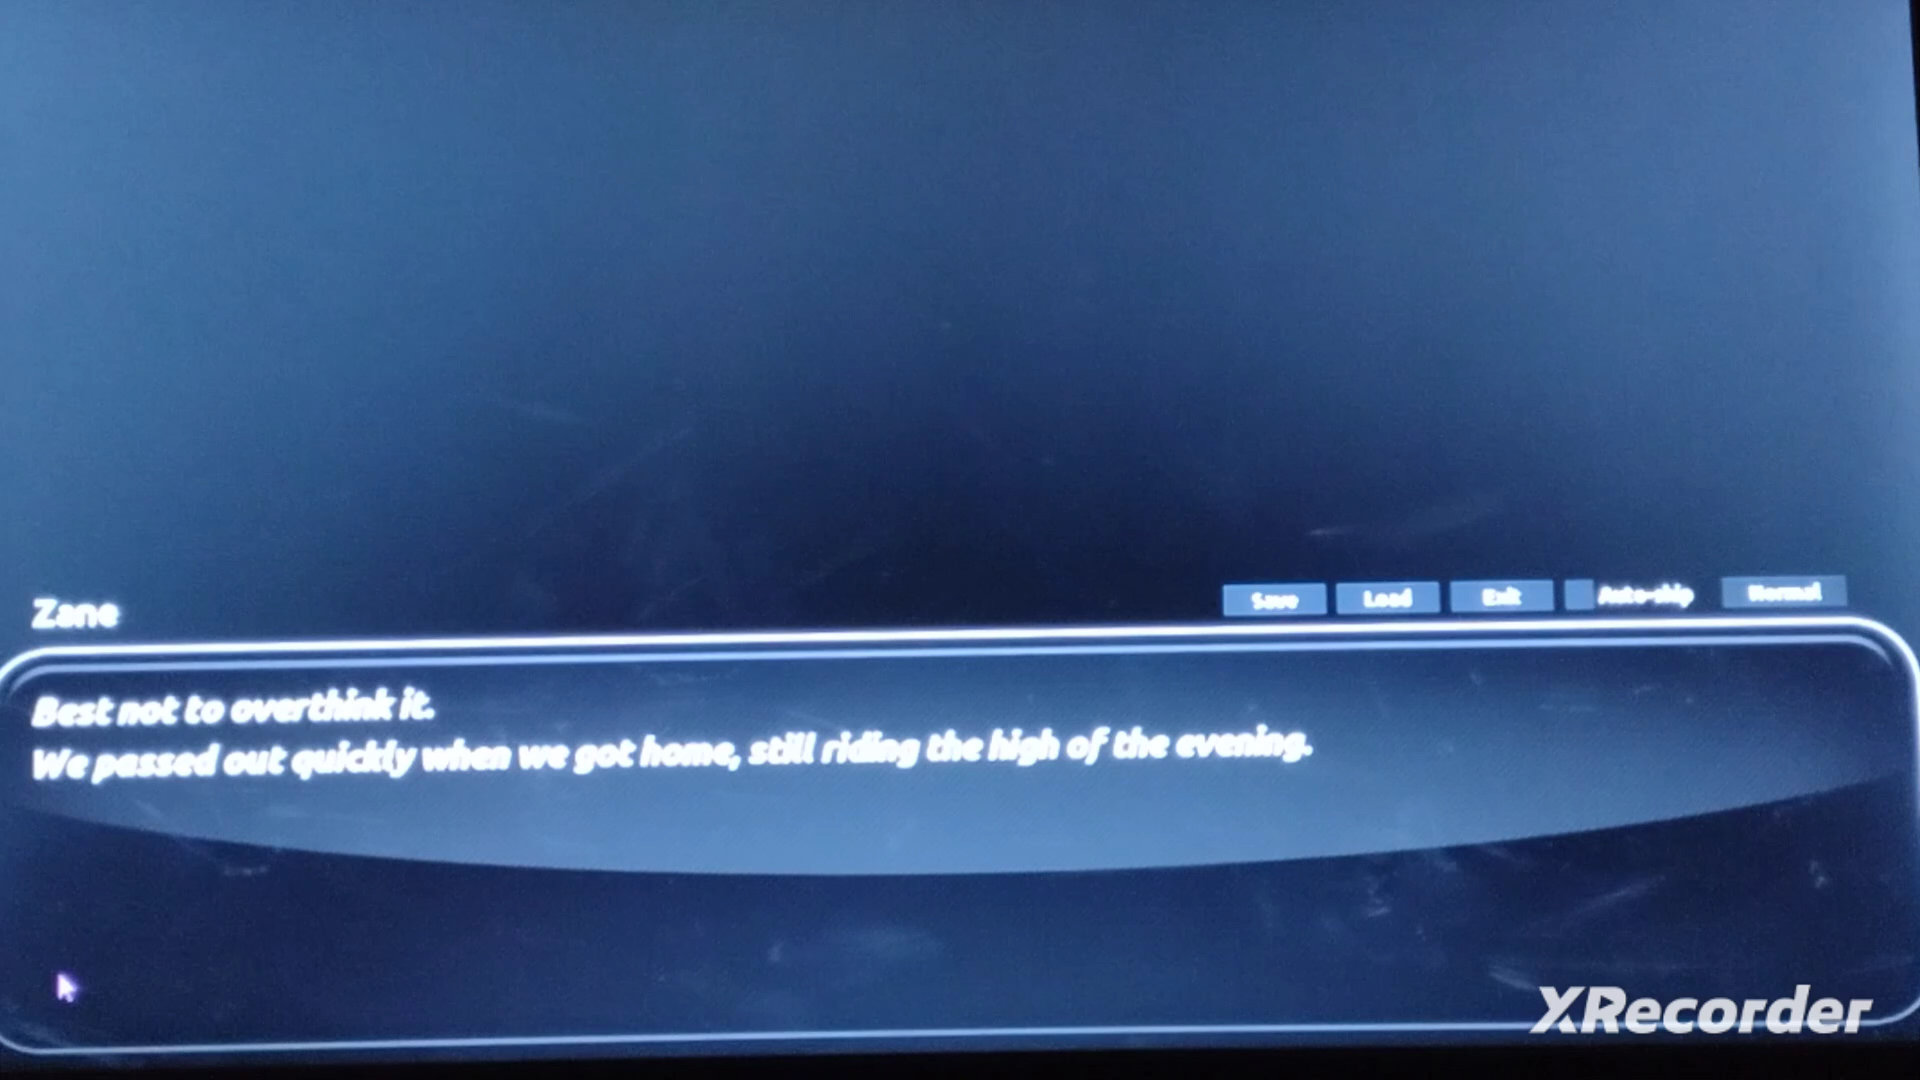 Zane
Save
Load
Exit
Auto-skip
Normal
Best not to overthink it.
We passed out quickly when we got home, still riding the high of the evening.
XRecorder